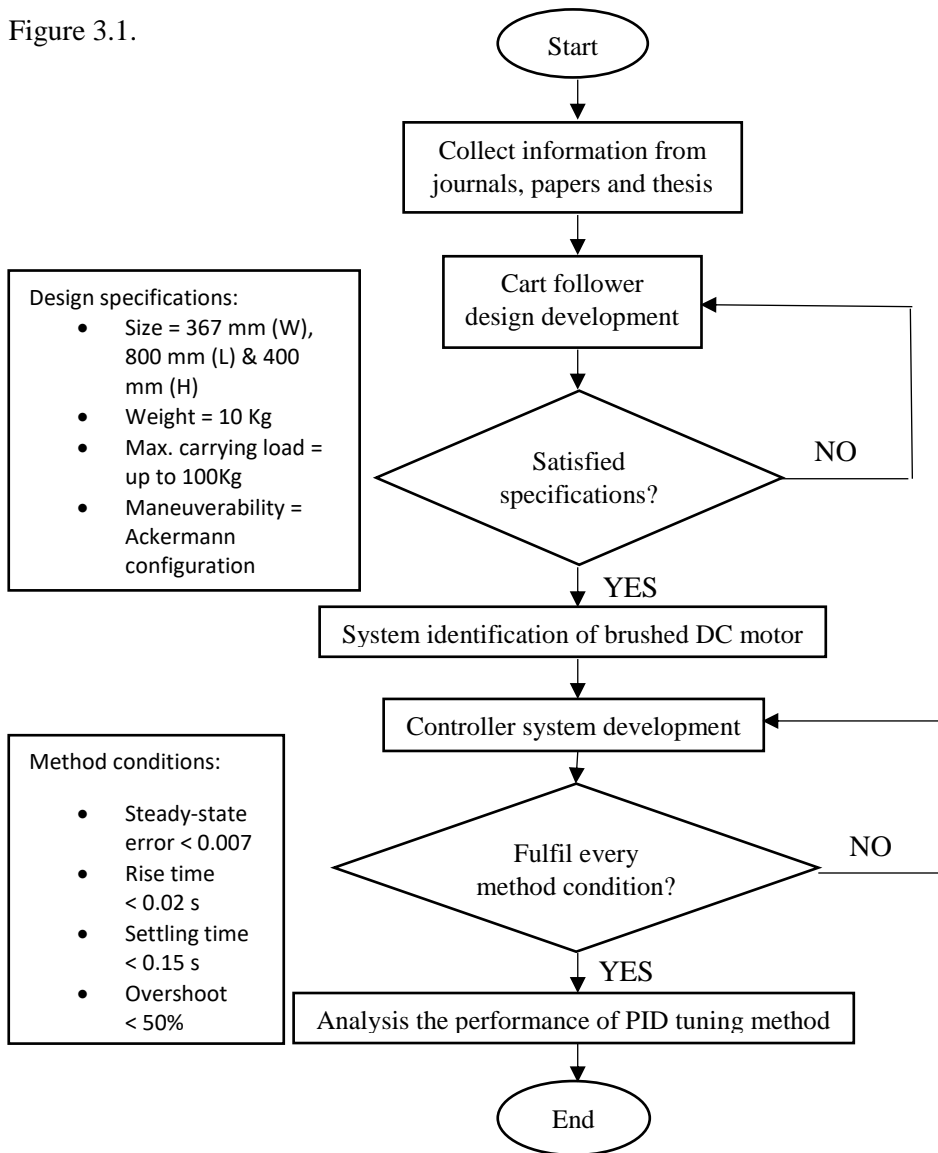 Figure 3.1.
Start
Collect information from
journals, papers and thesis
Cart follower
design development
Design specifications:
• Size = 367 mm (W),
800 mm (L) & 400
mm (H)
• Weight = 10 Kg
• Max. carrying load =
up to 100Kg
• Maneuverability =
Ackermann
configuration
Satisfied
specifications?
NO
YES
System identification of brushed DC motor
Controller system development
Method conditions:
• Steady-state
error < 0.007
• Rise time
< 0.02 s
• Settling time
< 0.15 s
• Overshoot
< 50%
Fulfil every
method condition?
NO
YES
Analysis the performance of PID tuning method
End